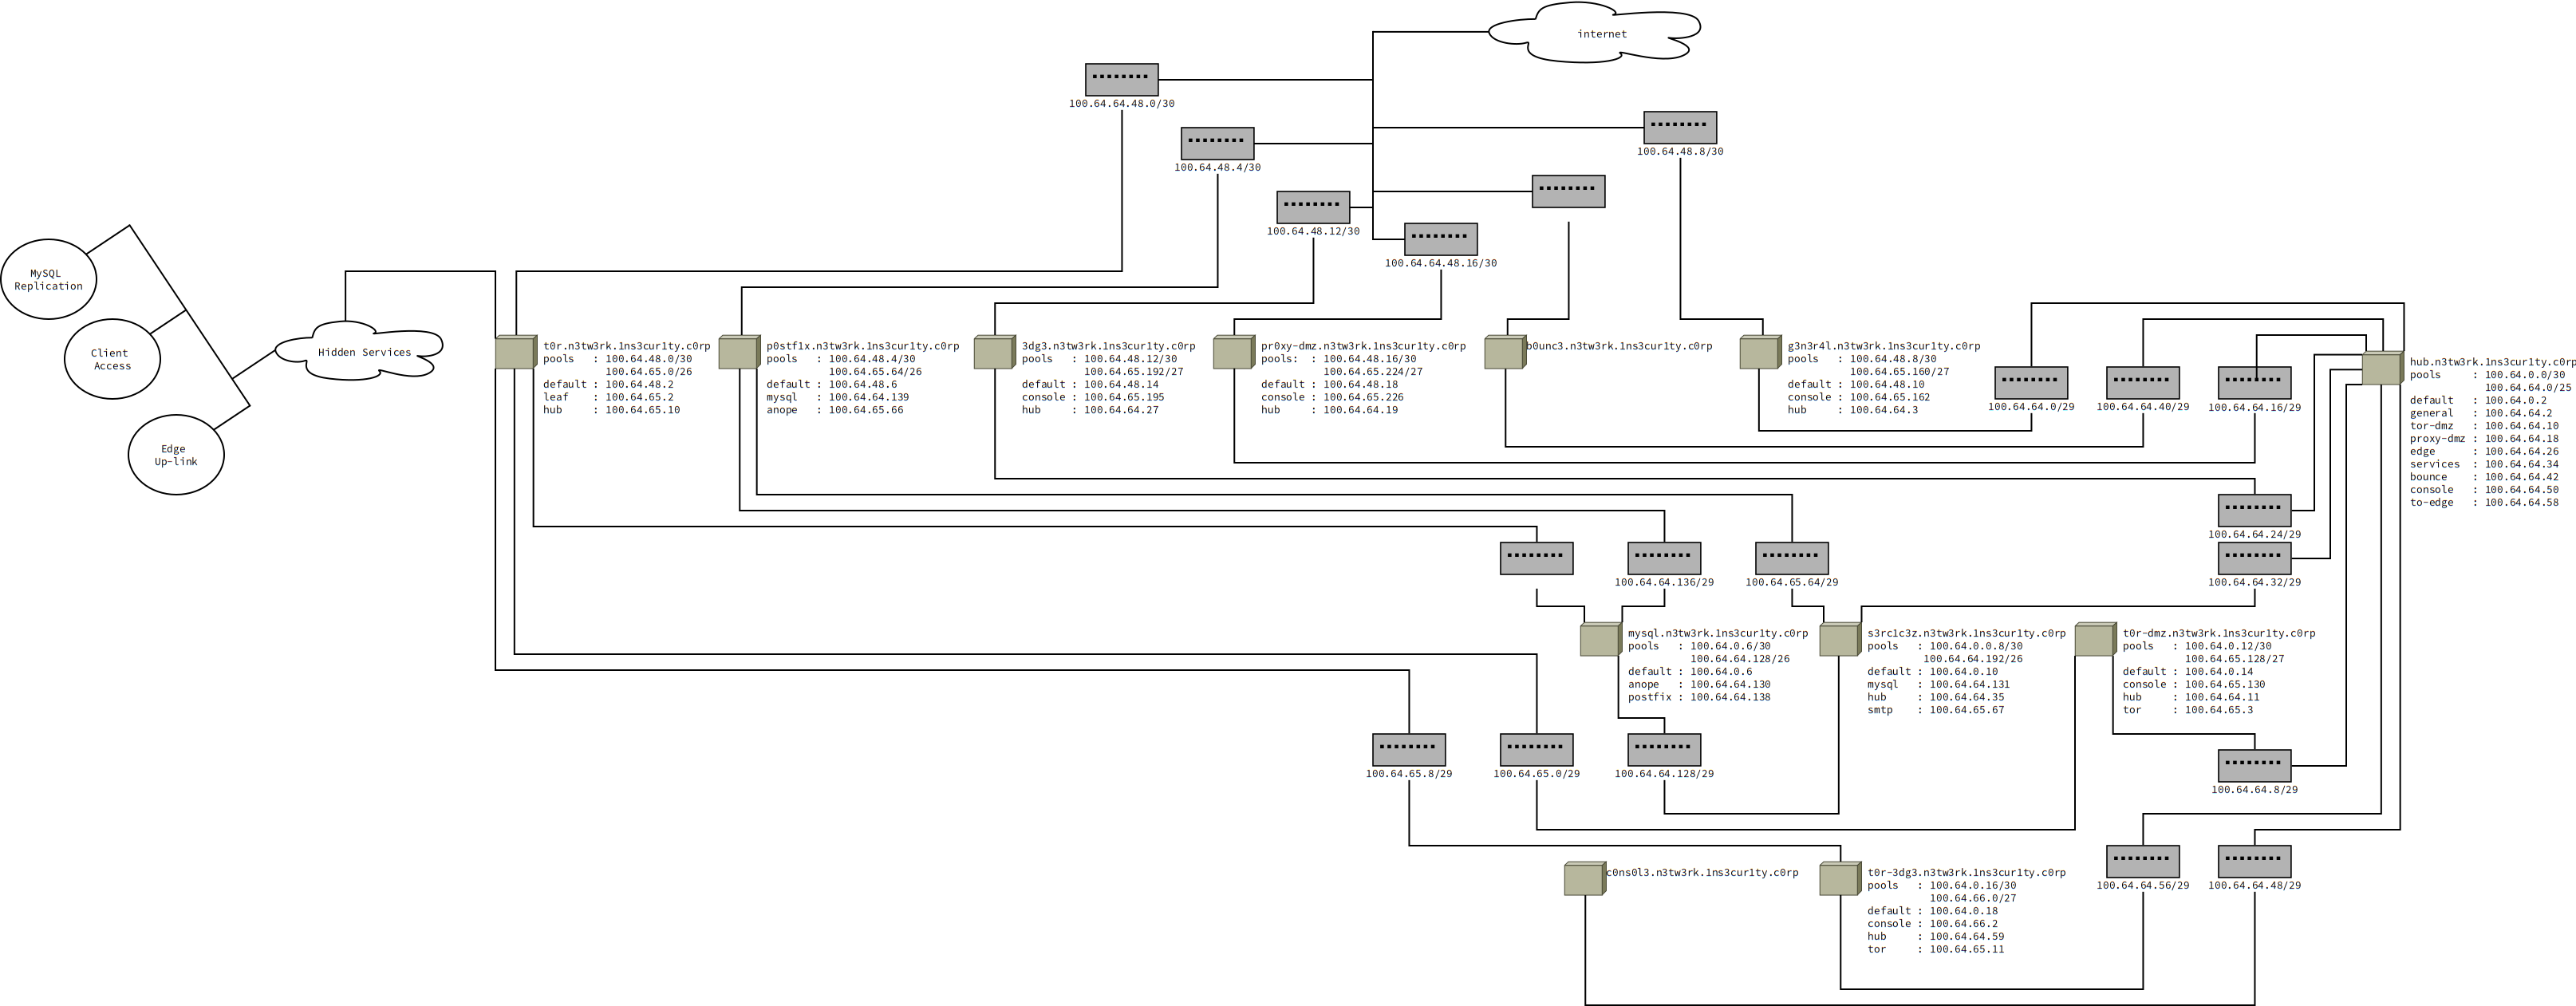 internet
100.64.64.48.0/30
100.64.48.4/30
100.64.48.8/30
100.64.48.12/30
100.64.64.48.16/30
MySQL
Replication
Client
Access
Edge
Up-link
Hidden Services
t0r.n3tw3rk.1ns3cur1ty.c0rp
pools   : 100.64.48.0/30
100.64.65.0/26
default : 100.64.48.2
leaf    : 100.64.65.2
hub     : 100.64.65.10
p0stf1x.n3tw3rk.1ns3cur1ty.c0rp
pools   : 100.64.48.4/30
100.64.65.64/26
default : 100.64.48.6
mysql   : 100.64.64.139
anope   : 100.64.65.66
3dg3.n3tw3rk.1ns3cur1ty.c0rp
pools   : 100.64.48.12/30
100.64.65.192/27
default : 100.64.48.14
console : 100.64.65.195
hub     : 100.64.64.27
pr0xy-dmz.n3tw3rk.1ns3cur1ty.c0rp
pools:  : 100.64.48.16/30
100.64.65.224/27
default : 100.64.48.18
console : 100.64.65.226
hub     : 100.64.64.19
b0unc3.n3tw3rk.1ns3cur1ty.c0rp
g3n3r4l.n3tw3rk.1ns3cur1ty.c0rp
pools   : 100.64.48.8/30
100.64.65.160/27
default : 100.64.48.10
console : 100.64.65.162
hub     : 100.64.64.3
100.64.64.0/29
100.64.64.40/29
100.64.64.16/29
hub.n3tw3rk.1ns3cur1ty.c0rp
pools     : 100.64.0.0/30
100.64.64.0/25
default   : 100.64.0.2
general   : 100.64.64.2
tor-dmz   : 100.64.64.10
proxy-dmz : 100.64.64.18
edge      : 100.64.64.26
services  : 100.64.64.34
bounce    : 100.64.64.42
console   : 100.64.64.50
to-edge   : 100.64.64.58
100.64.64.24/29
100.64.64.136/29
100.64.65.64/29
100.64.64.32/29
mysql.n3tw3rk.1ns3cur1ty.c0rp
pools   : 100.64.0.6/30
100.64.64.128/26
default : 100.64.0.6
anope   : 100.64.64.130
postfix : 100.64.64.138
s3rc1c3z.n3tw3rk.1ns3cur1ty.c0rp
pools   : 100.64.0.0.8/30
100.64.64.192/26
default : 100.64.0.10
mysql   : 100.64.64.131
hub     : 100.64.64.35
smtp    : 100.64.65.67
t0r-dmz.n3tw3rk.1ns3cur1ty.c0rp
pools   : 100.64.0.12/30
100.64.65.128/27
default : 100.64.0.14
console : 100.64.65.130
hub     : 100.64.64.11
tor     : 100.64.65.3
100.64.65.8/29
100.64.65.0/29
100.64.64.128/29
100.64.64.8/29
c0ns0l3.n3tw3rk.1ns3cur1ty.c0rp
t0r-3dg3.n3tw3rk.1ns3cur1ty.c0rp
pools   : 100.64.0.16/30
100.64.66.0/27
default : 100.64.0.18
console : 100.64.66.2
hub     : 100.64.64.59
tor     : 100.64.65.11
100.64.64.56/29
100.64.64.48/29